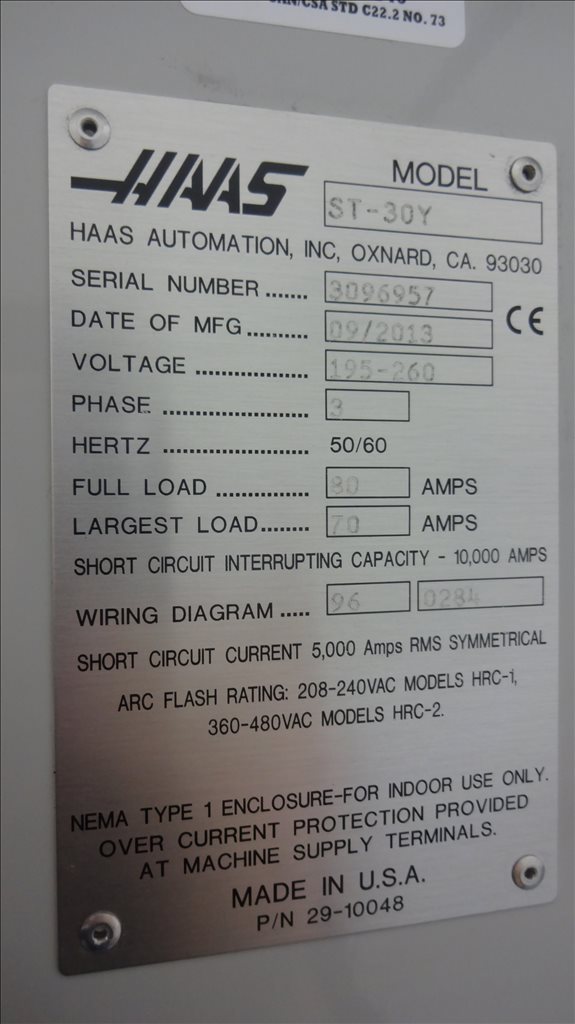 AN/CSA STD C22.2 NO. 73
HAAS
MODEL
ST-30Y
HAAS AUTOMATION, INC, OXNARD, CA. 93030
SERIAL NUMBER ....... 3096957
DATE OF MFG.......... 09/2013
CE
VOLTAGE .................. 195-260
PHASE ....................... 3
HERTZ ....................... 50/60
FULL LOAD ............... 80 AMPS
LARGEST LOAD........ 70 AMPS
SHORT CIRCUIT INTERRUPTING CAPACITY - 10,000 AMPS
WIRING DIAGRAM ..... 96 0284
SHORT CIRCUIT CURRENT 5,000 Amps RMS SYMMETRICAL
ARC FLASH RATING: 208-240VAC MODELS HRC-1,
360-480VAC MODELS HRC-2.
NEMA TYPE 1 ENCLOSURE-FOR INDOOR USE ONLY.
OVER CURRENT PROTECTION PROVIDED
AT MACHINE SUPPLY TERMINALS.
MADE IN U.S.A.
P/N 29-10048